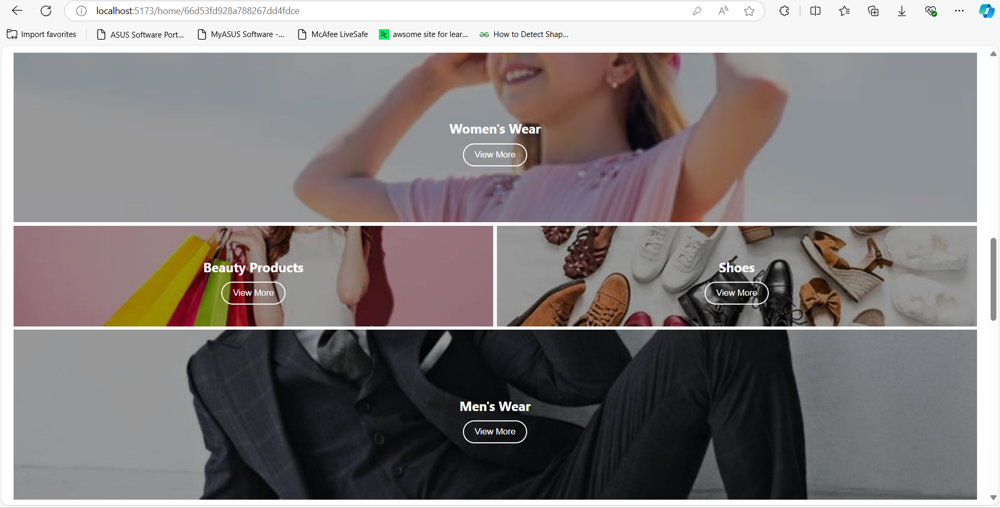 localhost:5173/home/66d53fd928a788267dd4fdce
Import favorites
ASUS Software Port...
MyASUS Software -...
McAfee LiveSafe
awsome site for lear...
How to Detect Shap...
Women's Wear
View More
Beauty Products
View More
Shoes
View More
Men's Wear
View More